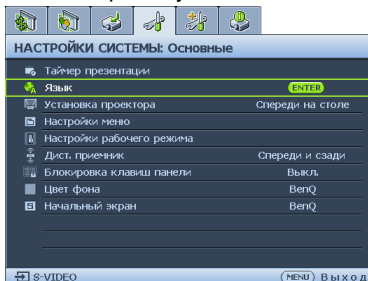 НАСТРОЙКИ СИСТЕМЫ: Основные
Таймер презентации
Язык ENTER
Установка проектора Спереди на столе
Настройки меню
Настройки рабочего режима
Дист. приемник Спереди и сзади
Блокировка клавиш панели Выкл.
Цвет фона BenQ
Начальный экран BenQ
S-VIDEO MENU Выход